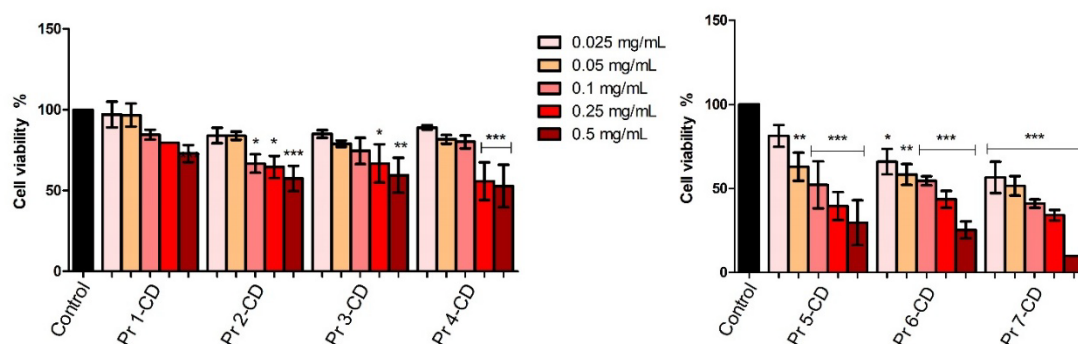 Cell viability %
150
100
50
0
* * ***
* **
***
Control
Pr 1-CD
Pr 2-CD
Pr 3-CD
Pr 4-CD
0.025 mg/mL
0.05 mg/mL
0.1 mg/mL
0.25 mg/mL
0.5 mg/mL
Cell viability %
150
100
50
0
** ***
* ** ***
***
Control
Pr 5-CD
Pr 6-CD
Pr 7-CD